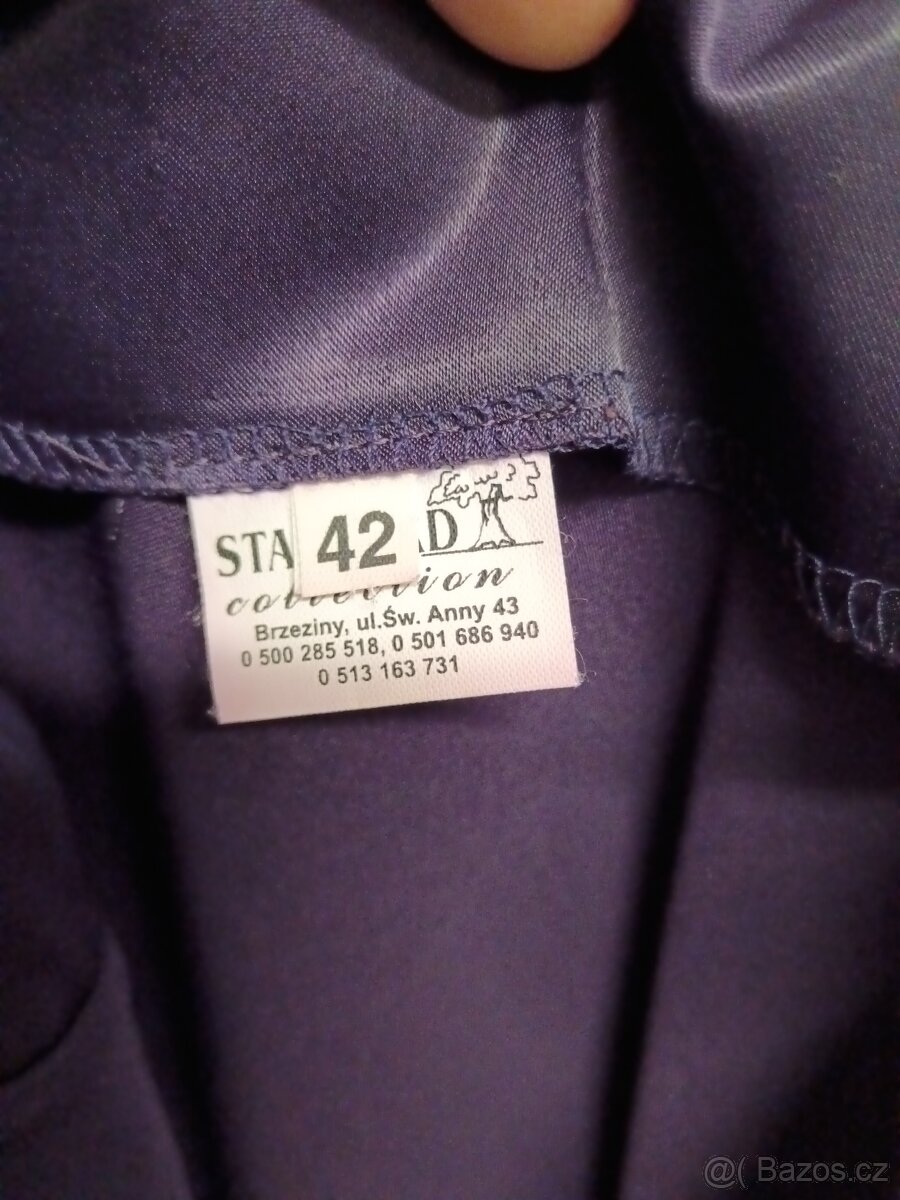 STA 42 D
collection
Brzeziny, ul.Św. Anny 43
0 500 285 518, 0 501 686 940
0 513 163 731
@( Bazos.cz